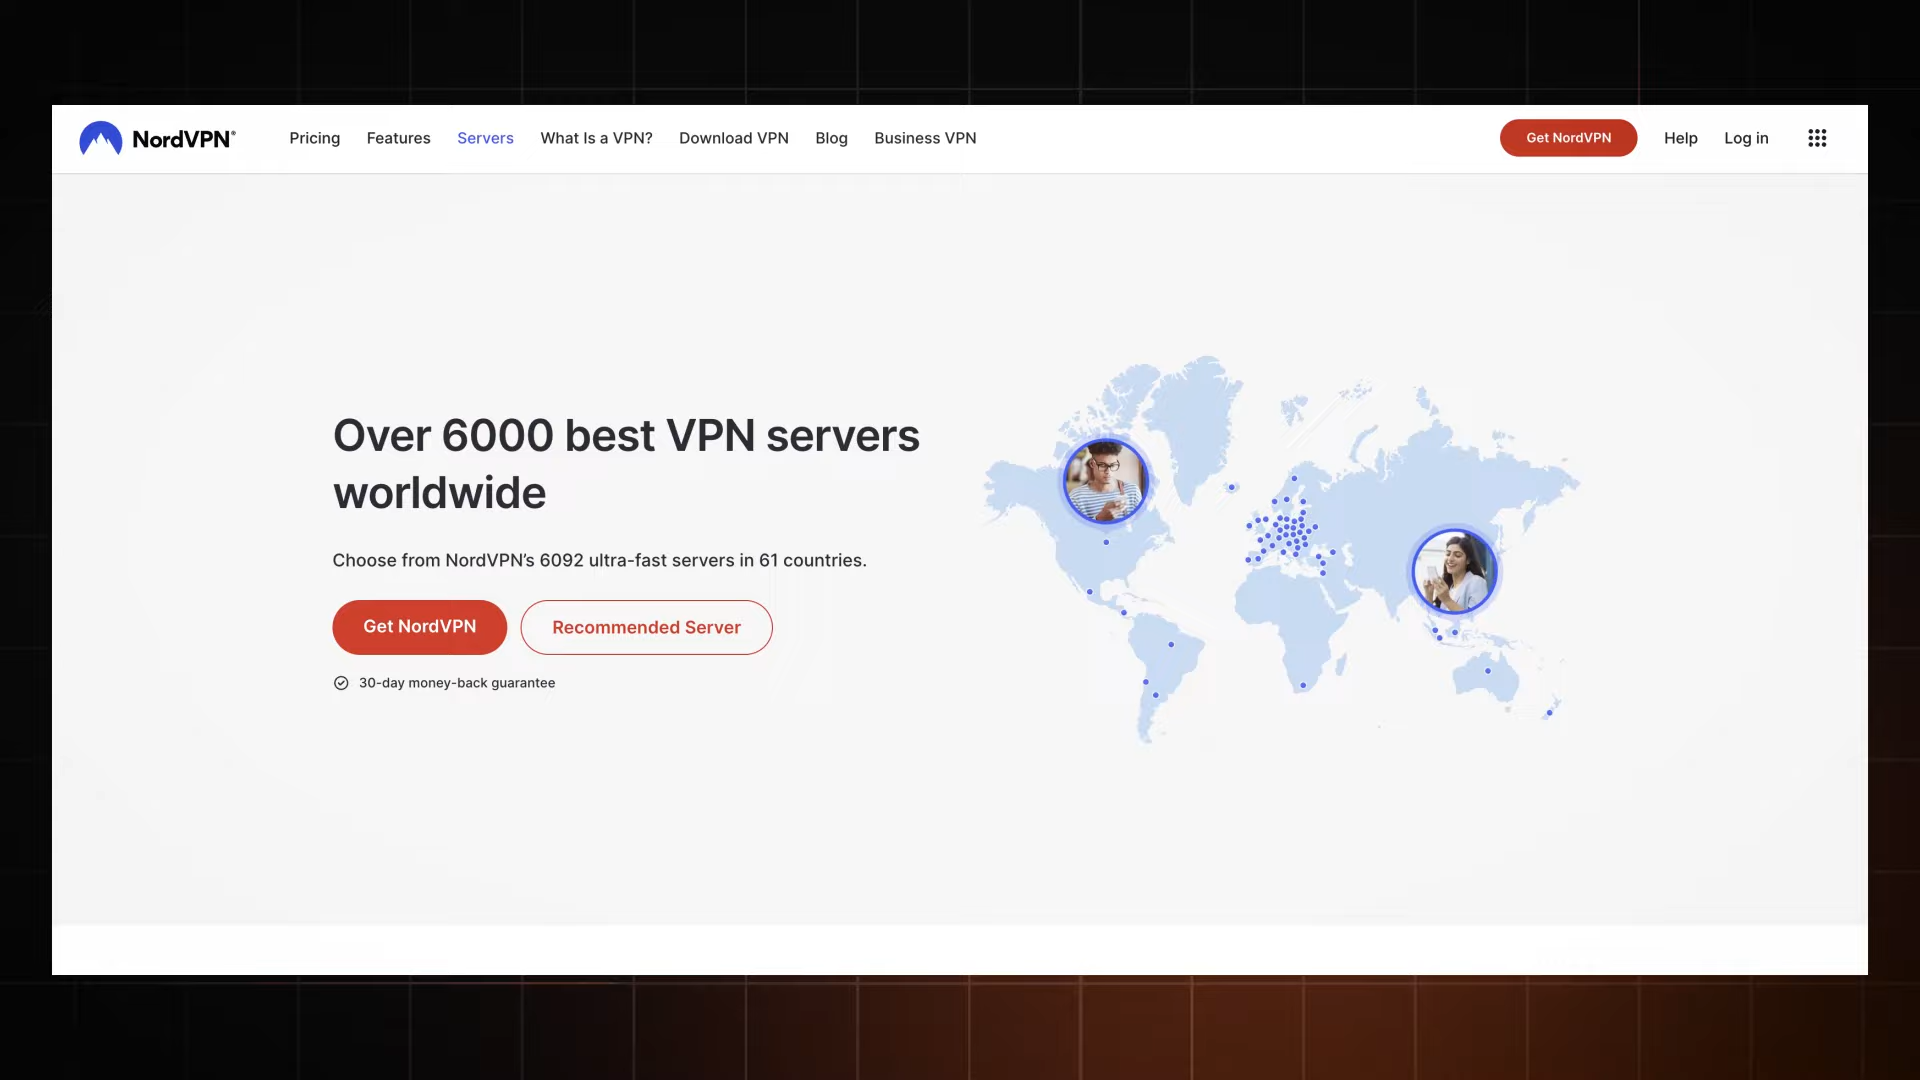 NordVPN®
Pricing
Features
Servers
What Is a VPN?
Download VPN
Blog
Business VPN
Get NordVPN
Help
Log in
Over 6000 best VPN servers
worldwide
Choose from NordVPN’s 6092 ultra-fast servers in 61 countries.
Get NordVPN
Recommended Server
30-day money-back guarantee